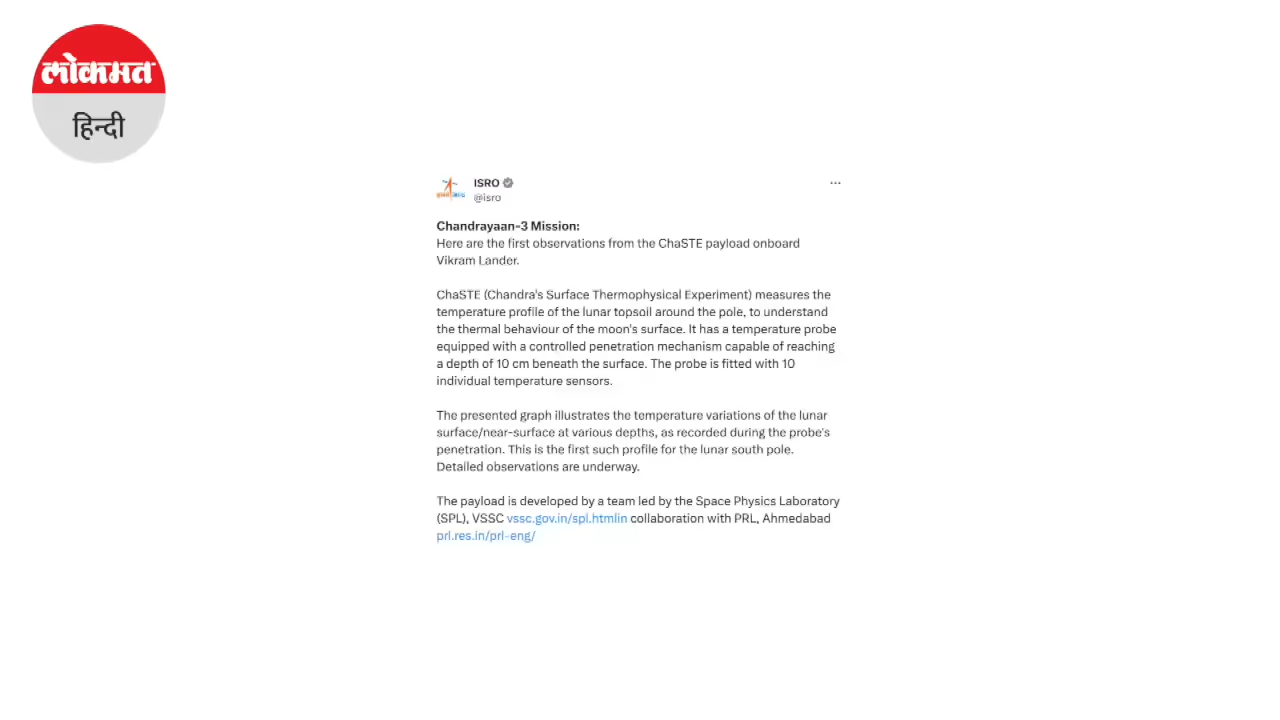 लोकमत
हिन्दी
ISRO
@isro
Chandrayaan-3 Mission:
Here are the first observations from the ChaSTE payload onboard
Vikram Lander.
ChaSTE (Chandra's Surface Thermophysical Experiment) measures the
temperature profile of the lunar topsoil around the pole, to understand
the thermal behaviour of the moon's surface. It has a temperature probe
equipped with a controlled penetration mechanism capable of reaching
a depth of 10 cm beneath the surface. The probe is fitted with 10
individual temperature sensors.
The presented graph illustrates the temperature variations of the lunar
surface/near-surface at various depths, as recorded during the probe's
penetration. This is the first such profile for the lunar south pole.
Detailed observations are underway.
The payload is developed by a team led by the Space Physics Laboratory
(SPL), VSSC vssc.gov.in/spl.htmlin collaboration with PRL, Ahmedabad
prl.res.in/prl-eng/